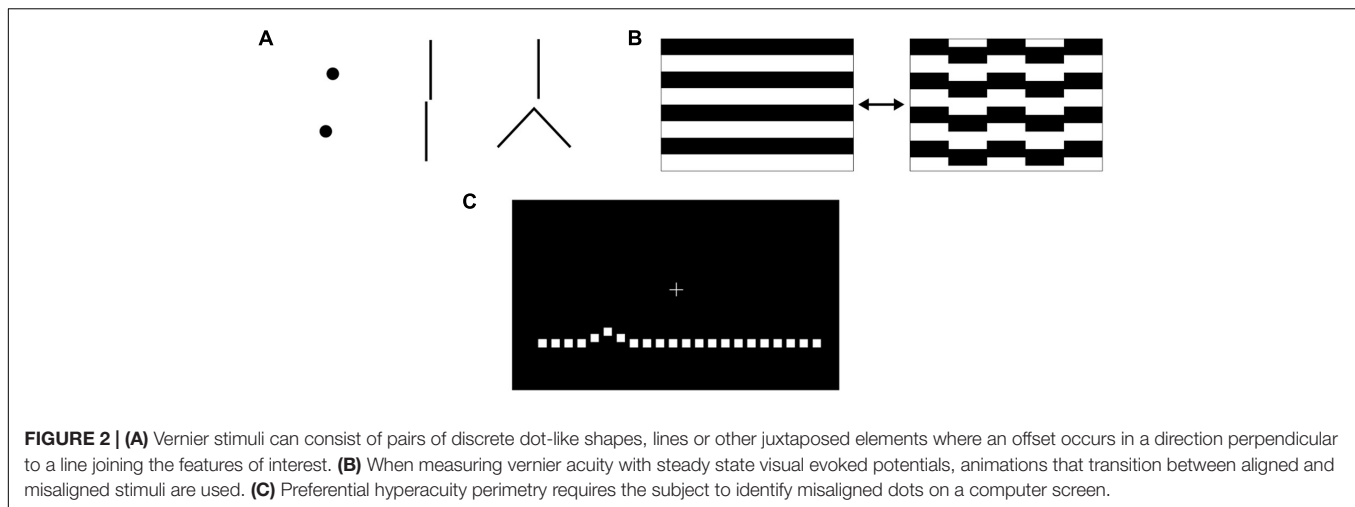 A
B
C
FIGURE 2 | (A) Vernier stimuli can consist of pairs of discrete dot-like shapes, lines or other juxtaposed elements where an offset occurs in a direction perpendicular
to a line joining the features of interest. (B) When measuring vernier acuity with steady state visual evoked potentials, animations that transition between aligned and
misaligned stimuli are used. (C) Preferential hyperacuity perimetry requires the subject to identify misaligned dots on a computer screen.